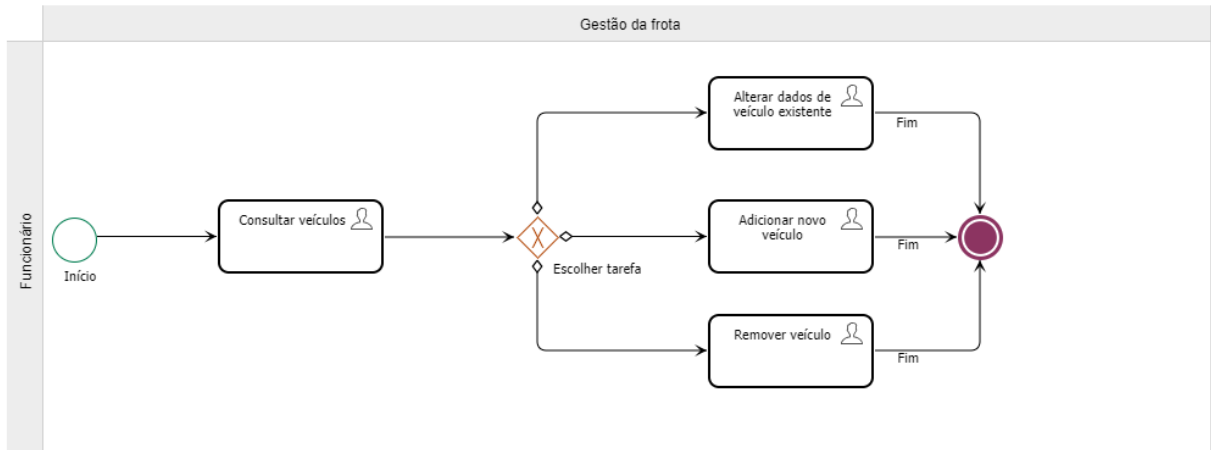 Gestão da frota
Funcionário
Início
Consultar veículos
X
Escolher tarefa
Alterar dados de
veículo existente
Fim
Adicionar novo
veículo
Fim
Remover veículo
Fim